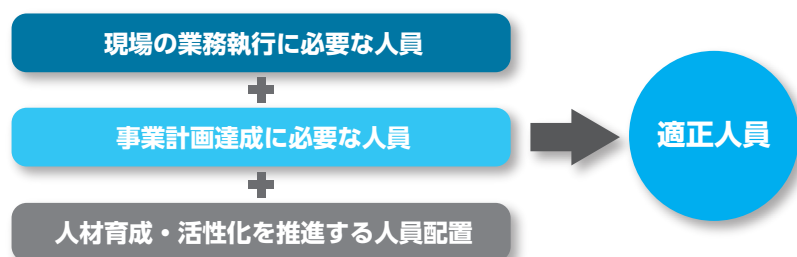 現場の業務執行に必要な人員
+
事業計画達成に必要な人員
+
人材育成・活性化を推進する人員配置
適正人員